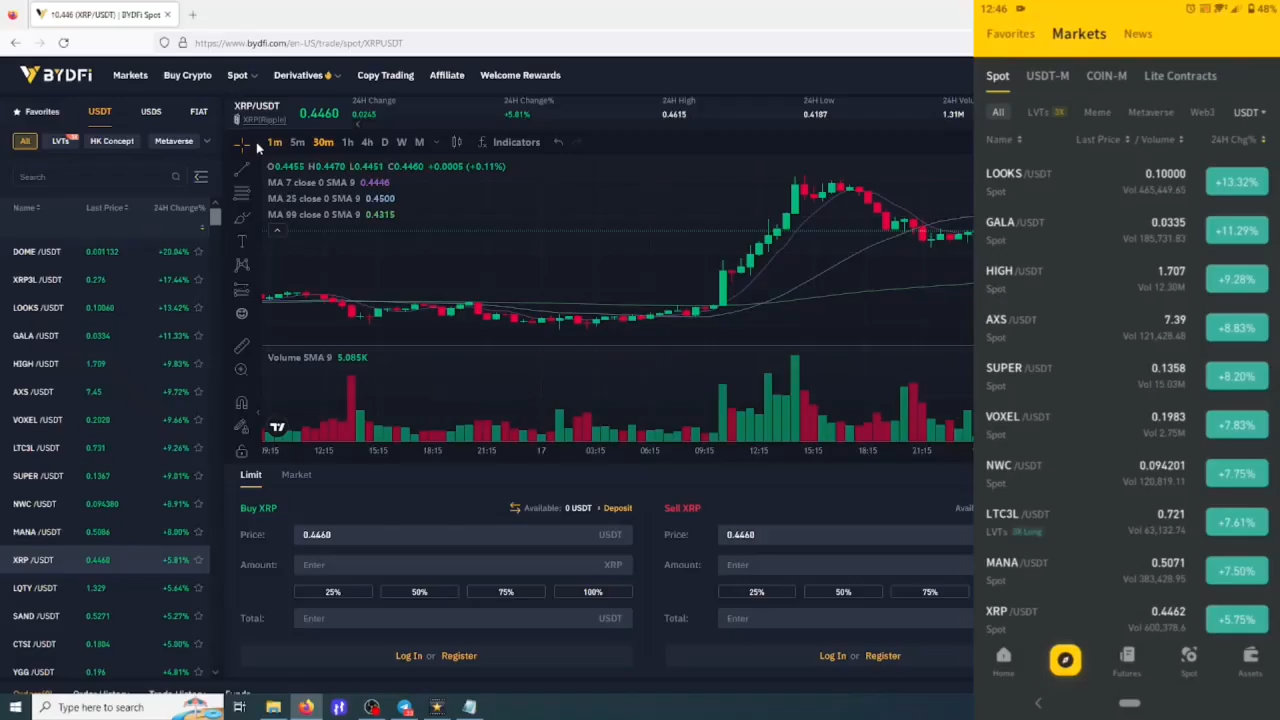 ↑0.446 (XRP/USDT) | BYDFi Spot
https://www.bydfi.com/en-US/trade/spot/XRPUSDT
BYDFi Markets Buy Crypto Spot Derivatives Copy Trading Affiliate Welcome Rewards
Favorites USDT USDS FIAT
All LVTs HK Concept Metaverse
Search
Name Last Price 24H Change%
DOME /USDT 0.001132 +20.04%
XRP3L /USDT 0.276 +17.44%
LOOKS /USDT 0.10060 +13.42%
GALA /USDT 0.0334 +11.33%
HIGH /USDT 1.709 +9.83%
AXS /USDT 7.45 +9.72%
VOXEL /USDT 0.2020 +9.66%
LTC3L /USDT 0.731 +9.26%
SUPER /USDT 0.1367 +9.01%
NWC /USDT 0.094380 +8.91%
MANA /USDT 0.5086 +8.00%
XRP /USDT 0.4460 +5.81%
LQTY /USDT 1.329 +5.64%
SAND /USDT 0.5271 +5.27%
CTSI /USDT 0.1804 +5.00%
YGG /USDT 0.196 +4.81%
XRP/USDT
XRP(Ripple)
0.4460
24H Change
0.0245
24H Change%
+5.81%
24H High
0.4615
24H Low
0.4187
24H Volu
1.31M
1m 5m 30m 1h 4h D W M Indicators
O0.4455 H0.4470 L0.4451 C0.4460 +0.0005 (+0.11%)
MA 7 close 0 SMA 9 0.4446
MA 25 close 0 SMA 9 0.4500
MA 99 close 0 SMA 9 0.4315
Volume SMA 9 5.085K
12:15 15:15 18:15 21:15 17 03:15 06:15 09:15 12:15 15:15 18:15 21:15
Limit Market
Buy XRP Available: 0 USDT Deposit
Price: 0.4460 USDT
Amount: Enter XRP
25% 50% 75% 100%
Total: Enter USDT
Log In or Register
Sell XRP Avail
Price: 0.4460
Amount: Enter
25% 50% 75%
Total: Enter
Log In or Register
Type here to search
12:46 48%
Favorites Markets News
Spot USDT-M COIN-M Lite Contracts
All LVTs 3X Meme Metaverse Web3 USDT
Name Last Price / Volume 24H Chg%
LOOKS /USDT 0.10000 +13.32%
Spot Vol 465,449.65
GALA /USDT 0.0335 +11.29%
Spot Vol 185,731.83
HIGH /USDT 1.707 +9.28%
Spot Vol 12.30M
AXS /USDT 7.39 +8.83%
Spot Vol 121,428.48
SUPER /USDT 0.1358 +8.20%
Spot Vol 15.03M
VOXEL /USDT 0.1983 +7.83%
Spot Vol 2.75M
NWC /USDT 0.094201 +7.75%
Spot Vol 120,819.11
LTC3L /USDT 0.721 +7.61%
LVTs 3X Long Vol 63,132.74
MANA /USDT 0.5071 +7.50%
Spot Vol 383,428.95
XRP /USDT 0.4462 +5.75%
Spot Vol 600,378.6
Home Futures Spot Assets